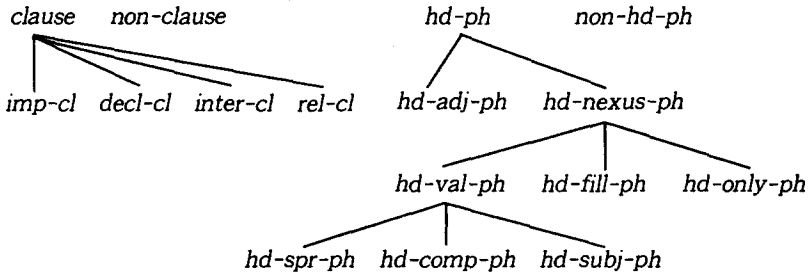 clause non-clause hd-ph non-hd-ph
imp-cl decl-cl inter-cl rel-cl hd-adj-ph hd-nexus-ph
hd-val-ph hd-fill-ph hd-only-ph
hd-spr-ph hd-comp-ph hd-subj-ph